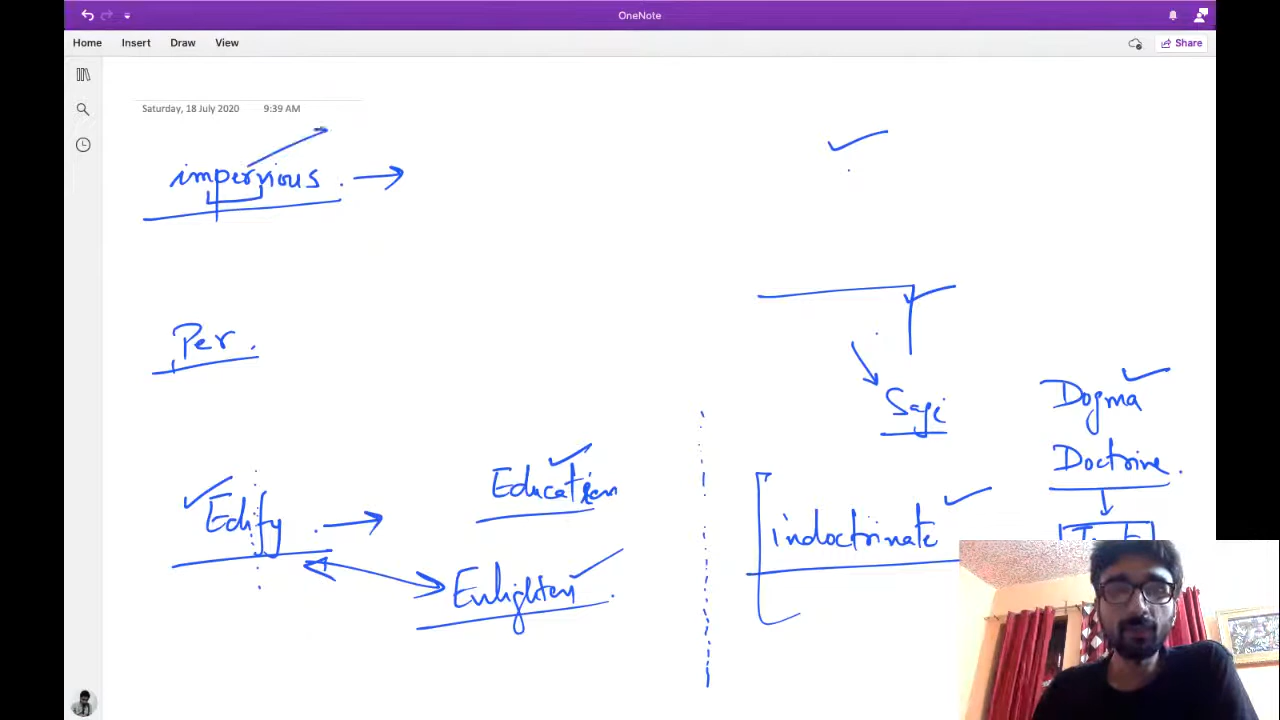 OneNote
Home Insert Draw View
Share
Saturday, 18 July 2020 9:39 AM
impervious . →
Per .
Dogma
Doctrine .
Education
Edify . →
indoctrinate
Enlighten .